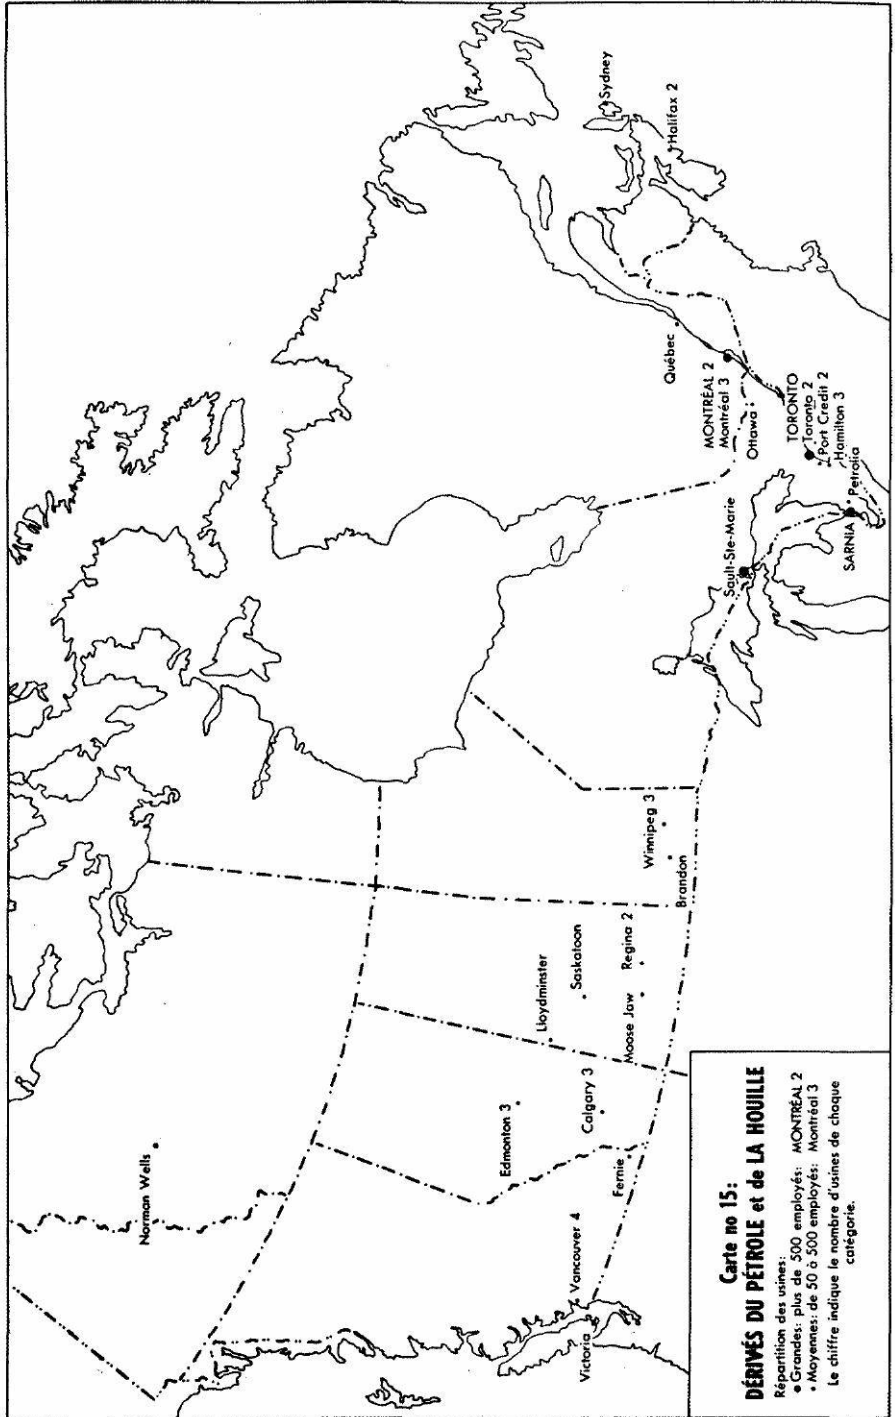 Carte no 15:
DÉRIVÉS DU PÉTROLE et de LA HOUILLE
Répartition des usines:
• Grandes: plus de 500 employés: MONTRÉAL 2
• Moyennes: de 50 à 500 employés: Montréal 3
Le chiffre indique le nombre d'usines de chaque
catégorie.
Norman Wells
Vancouver 4
Victoria
Edmonton 3
Calgary 3
Fernie
Lloydminster
Saskatoon
Moose Jaw
Regina 2
Winnipeg 3
Brandon
Sault-Ste-Marie
SARNIA
Petrolia
TORONTO
Toronto 2
Port Credit 2
Hamilton 3
Ottawa
MONTRÉAL 2
Montréal 3
Québec
Halifax 2
Sydney